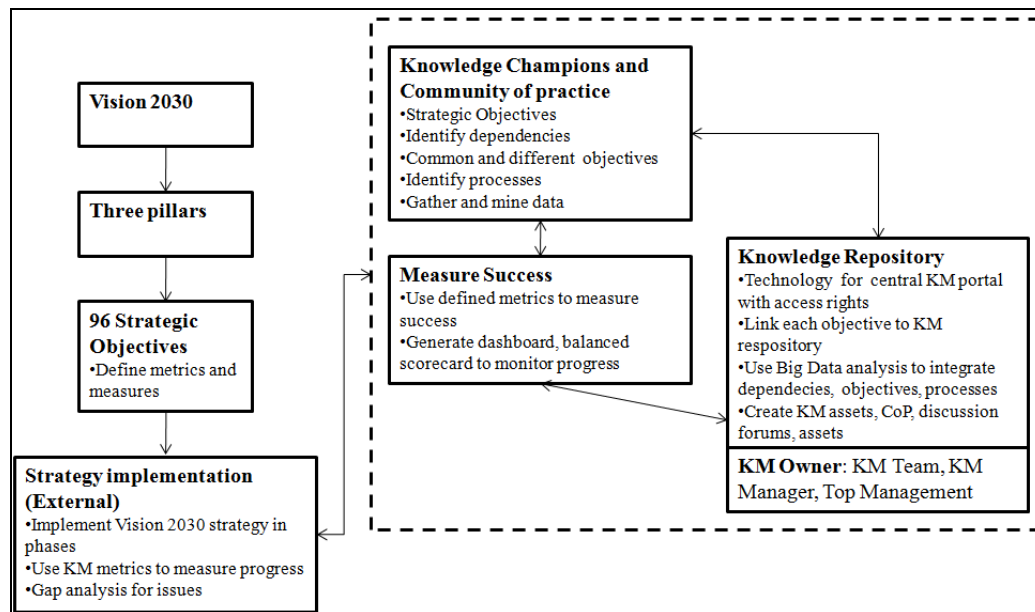 Vision 2030
Three pillars
96 Strategic
Objectives
•Define metrics and
measures
Strategy implementation
(External)
•Implement Vision 2030 strategy in
phases
•Use KM metrics to measure progress
•Gap analysis for issues
Knowledge Champions and
Community of practice
•Strategic Objectives
•Identify dependencies
•Common and different objectives
•Identify processes
•Gather and mine data
Measure Success
•Use defined metrics to measure
success
•Generate dashboard, balanced
scorecard to monitor progress
Knowledge Repository
•Technology for central KM portal
with access rights
•Link each objective to KM
respository
•Use Big Data analysis to integrate
dependecies, objectives, processes
•Create KM assets, CoP, discussion
forums, assets
KM Owner: KM Team, KM
Manager, Top Management